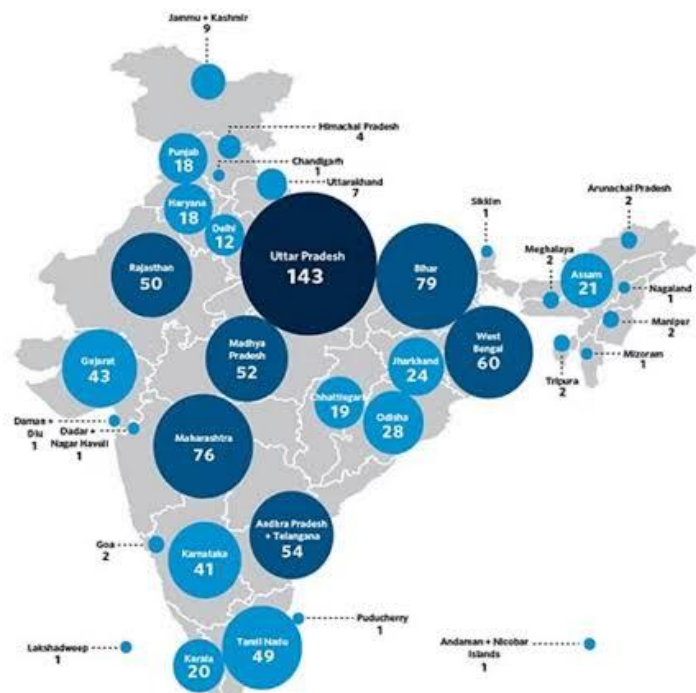 Jammu + Kashmir
9
Himachal Pradesh
4
Punjab
18
Chandigarh
1
Uttarakhand
7
Haryana
18
Delhi
12
Sikkim
1
Arunachal Pradesh
2
Meghalaya
2
Assam
21
Nagaland
1
Manipur
2
Mizoram
1
Tripura
2
Uttar Pradesh
143
Bihar
79
Rajasthan
50
West
Bengal
60
Madhya
Pradesh
52
Jharkhand
24
Gujarat
43
Chhattisgarh
19
Odisha
28
Daman +
Diu
1
Dadar +
Nagar Haveli
1
Maharashtra
76
Andhra Pradesh
+ Telangana
54
Goa
2
Karnataka
41
Puducherry
1
Lakshadweep
1
Kerala
20
Tamil Nadu
49
Andaman + Nicobar
Islands
1